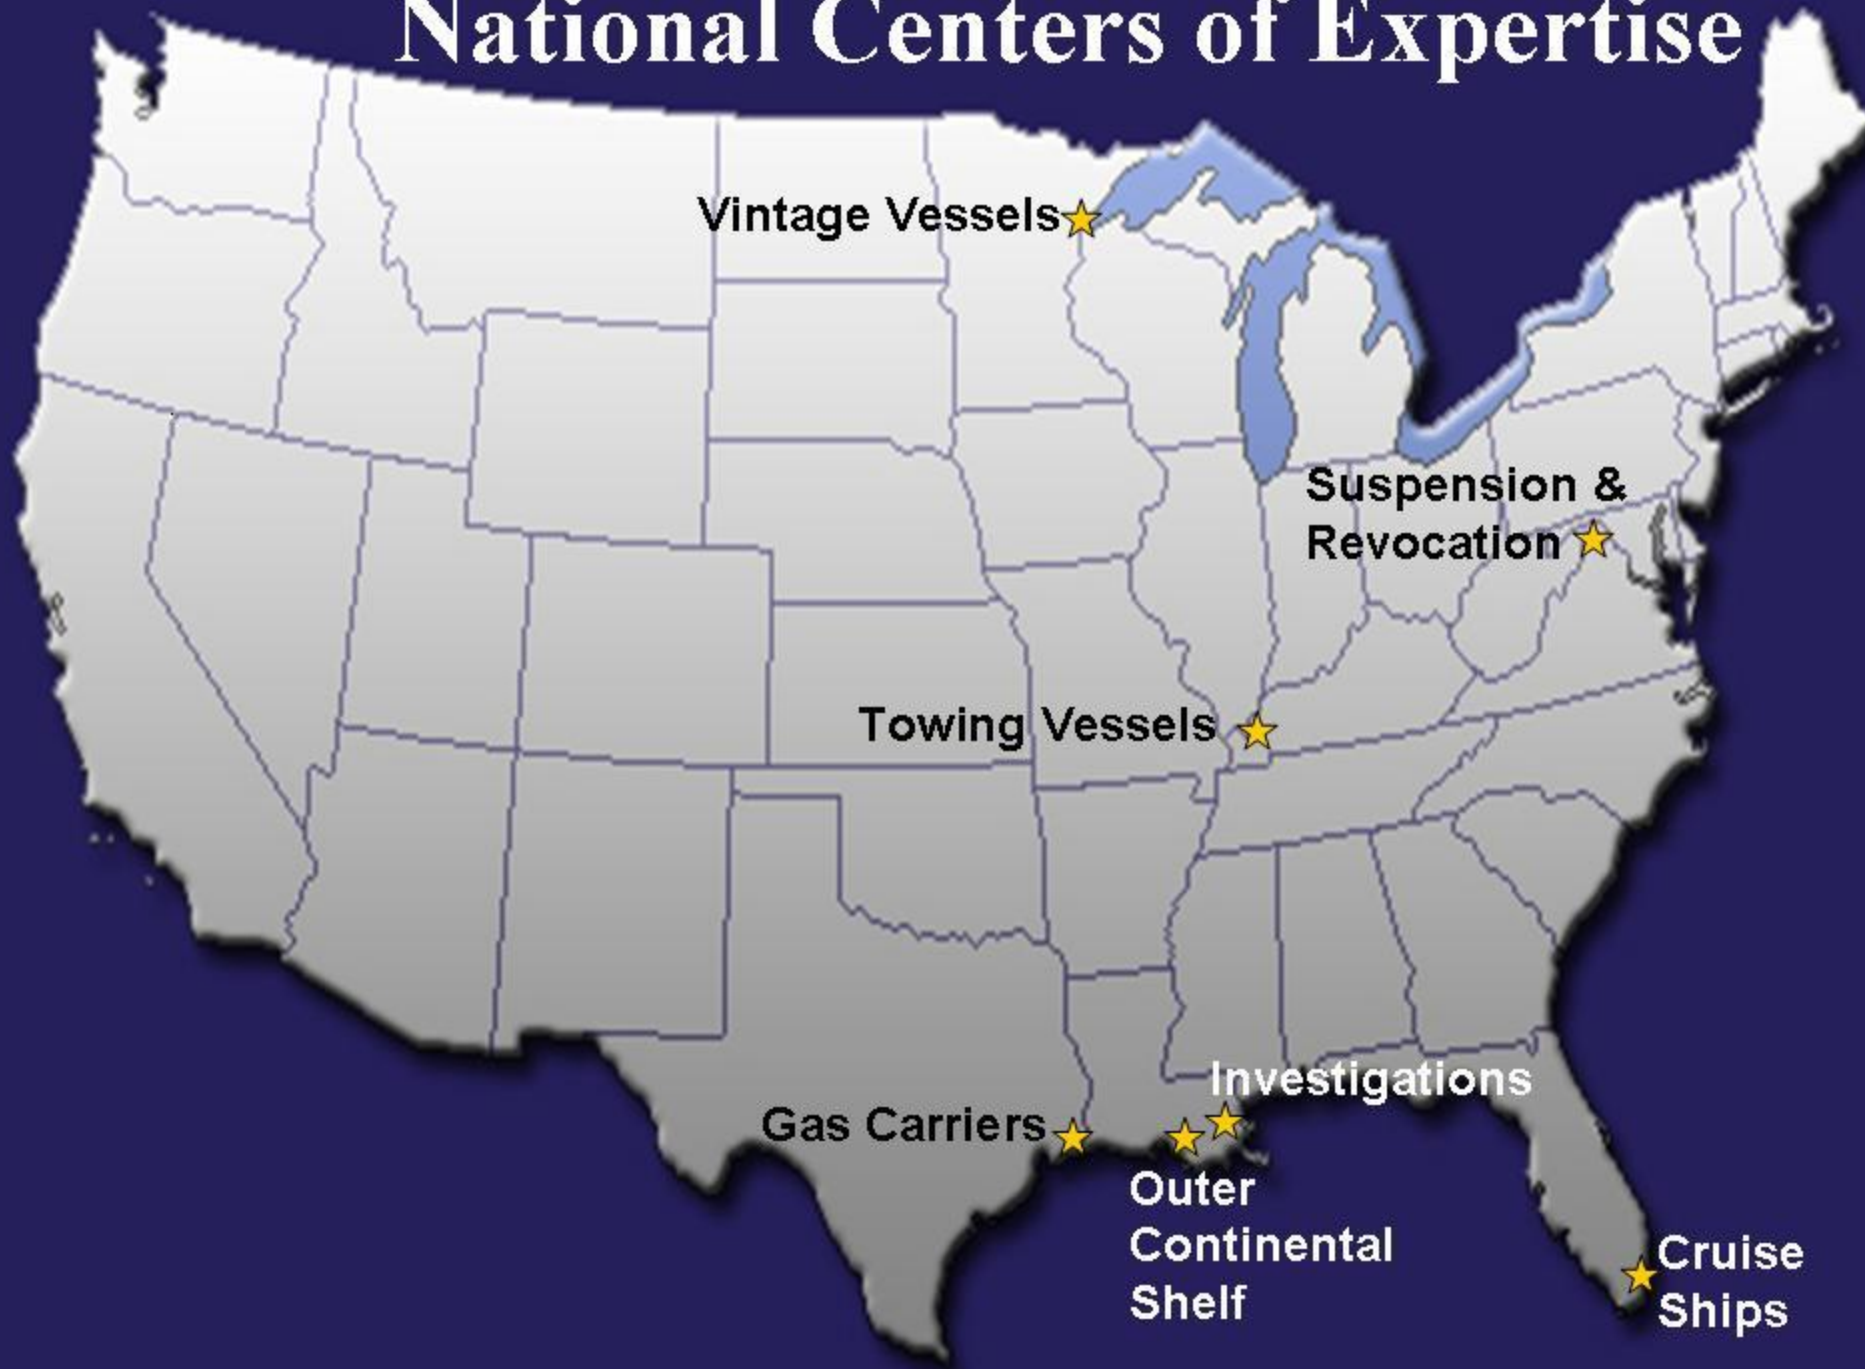 National Centers of Expertise
Vintage Vessels
Suspension &
Revocation
Towing Vessels
Investigations
Gas Carriers
Outer
Continental
Shelf
Cruise
Ships